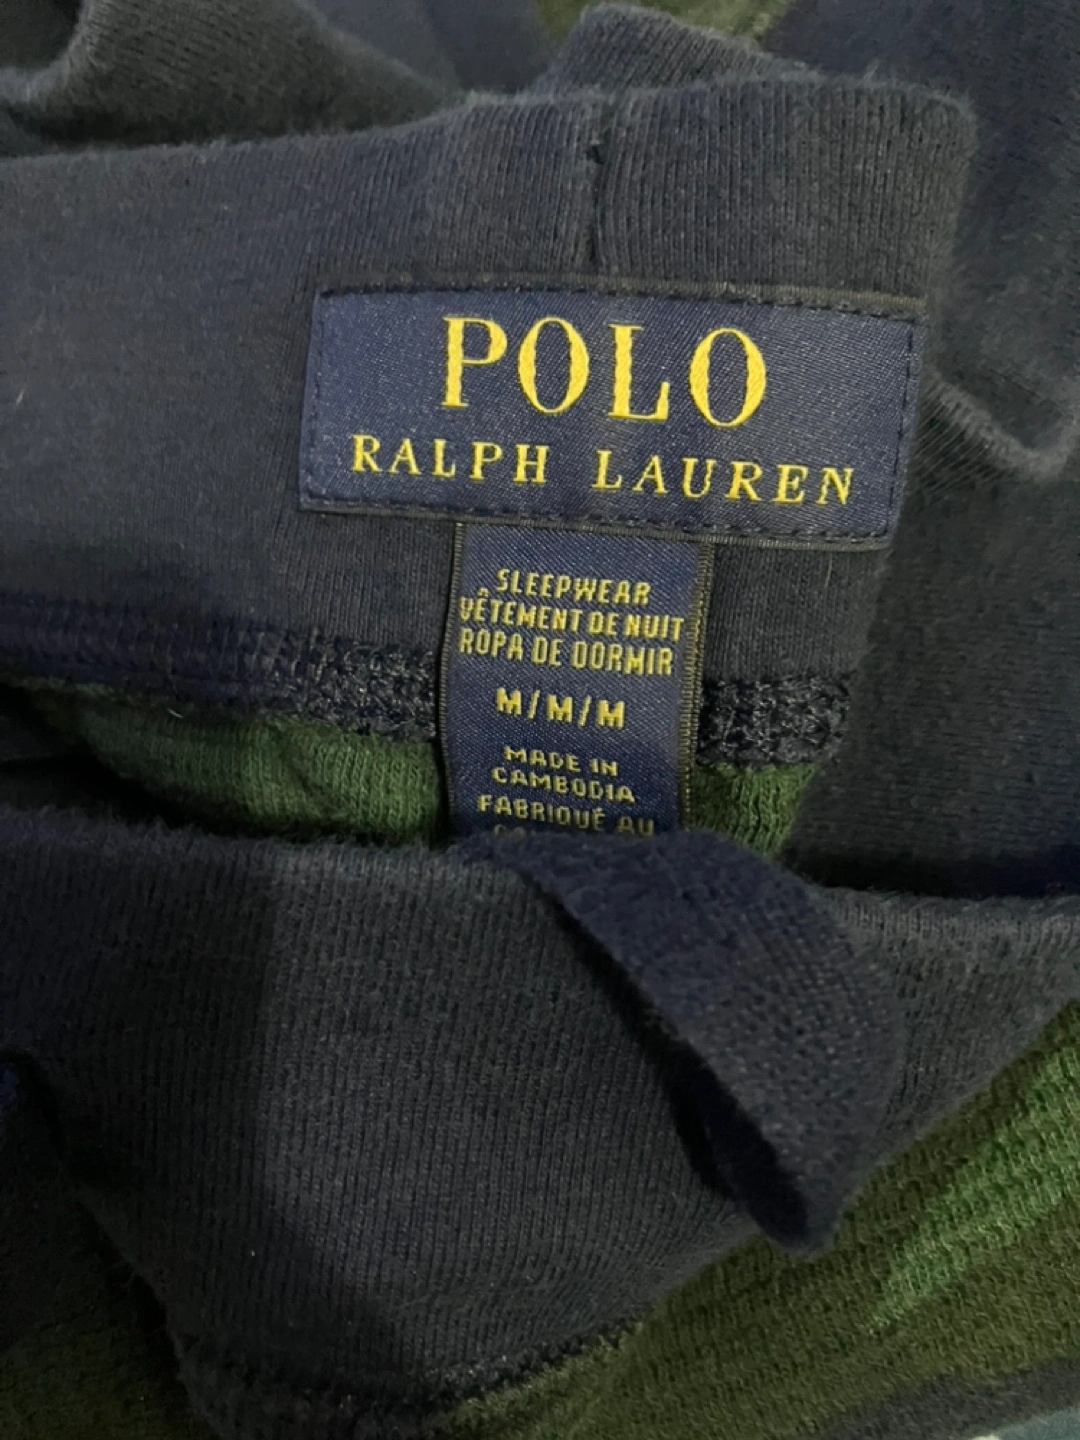 POLO
RALPH LAUREN
SLEEPWEAR
VÊTEMENT DE NUIT
ROPA DE DORMIR
M/M/M
MADE IN
CAMBODIA
FABRIQUÉ AU